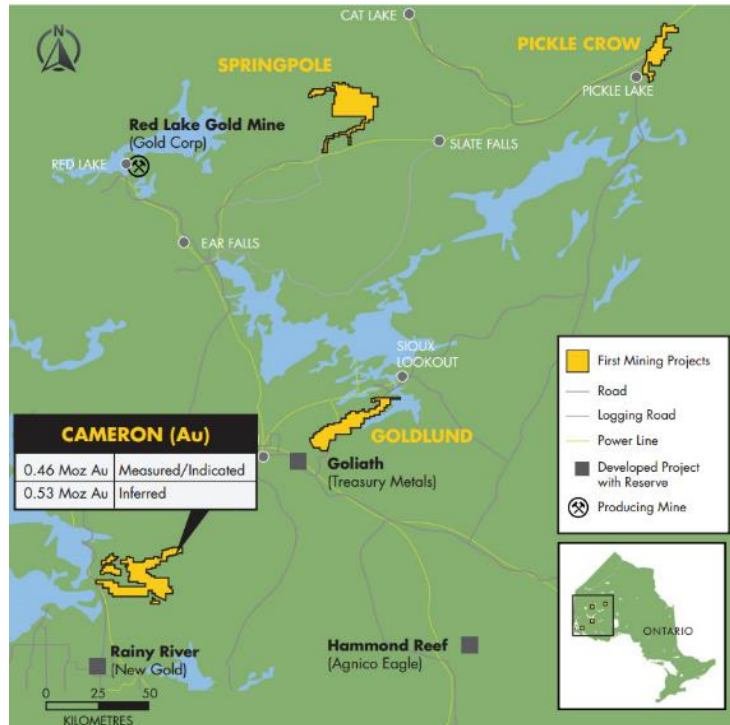 N
CAT LAKE
PICKLE CROW
SPRINGPOLE
PICKLE LAKE
Red Lake Gold Mine
(Gold Corp)
RED LAKE
SLATE FALLS
EAR FALLS
SIOUX
LOOKOUT
First Mining Projects
Road
Logging Road
Power Line
Developed Project
with Reserve
Producing Mine
CAMERON (Au)
0.46 Moz Au Measured/Indicated
0.53 Moz Au Inferred
GOLDLUND
Goliath
(Treasury Metals)
ONTARIO
Rainy River
(New Gold)
Hammond Reef
(Agnico Eagle)
0 25 50
KILOMETRES